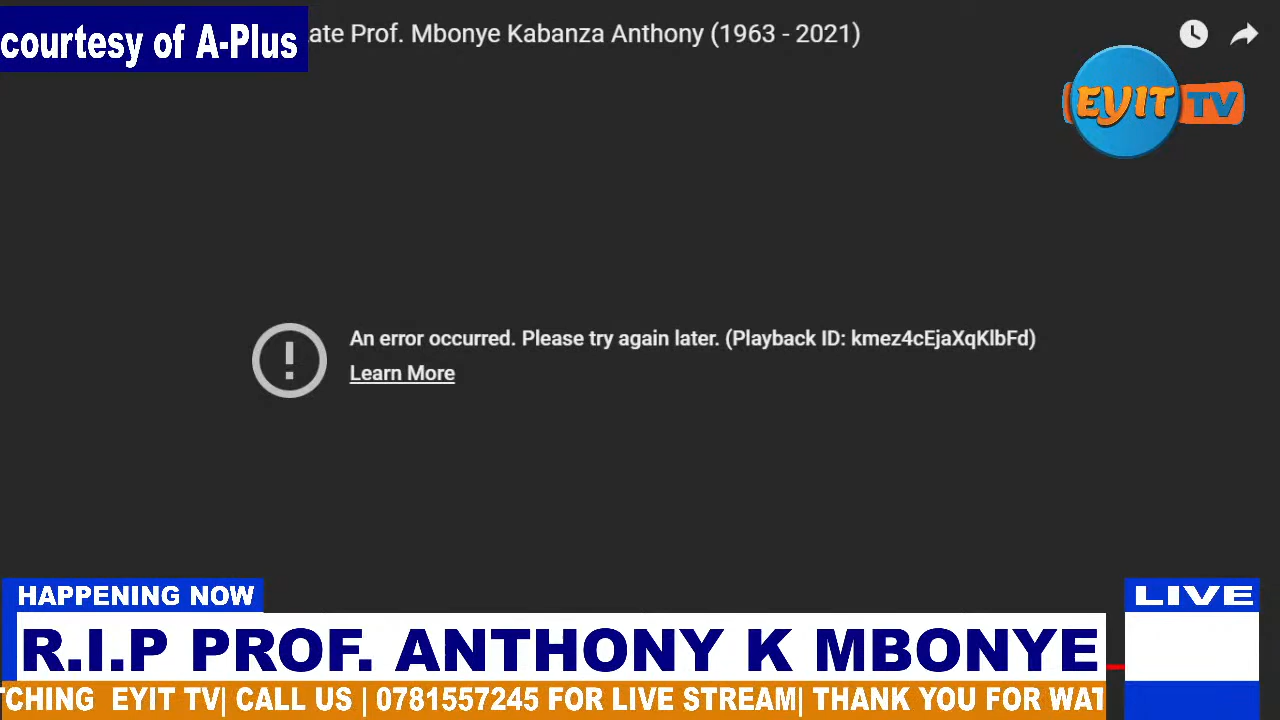 courtesy of A-Plus
ate Prof. Mbonye Kabanza Anthony (1963 - 2021)
EYIT TV
An error occurred. Please try again later. (Playback ID: kmez4cEjaXqKlbFd)
Learn More
HAPPENING NOW
LIVE
R.I.P PROF. ANTHONY K MBONYE
TCHING EYIT TV| CALL US | 0781557245 FOR LIVE STREAM| THANK YOU FOR WAT